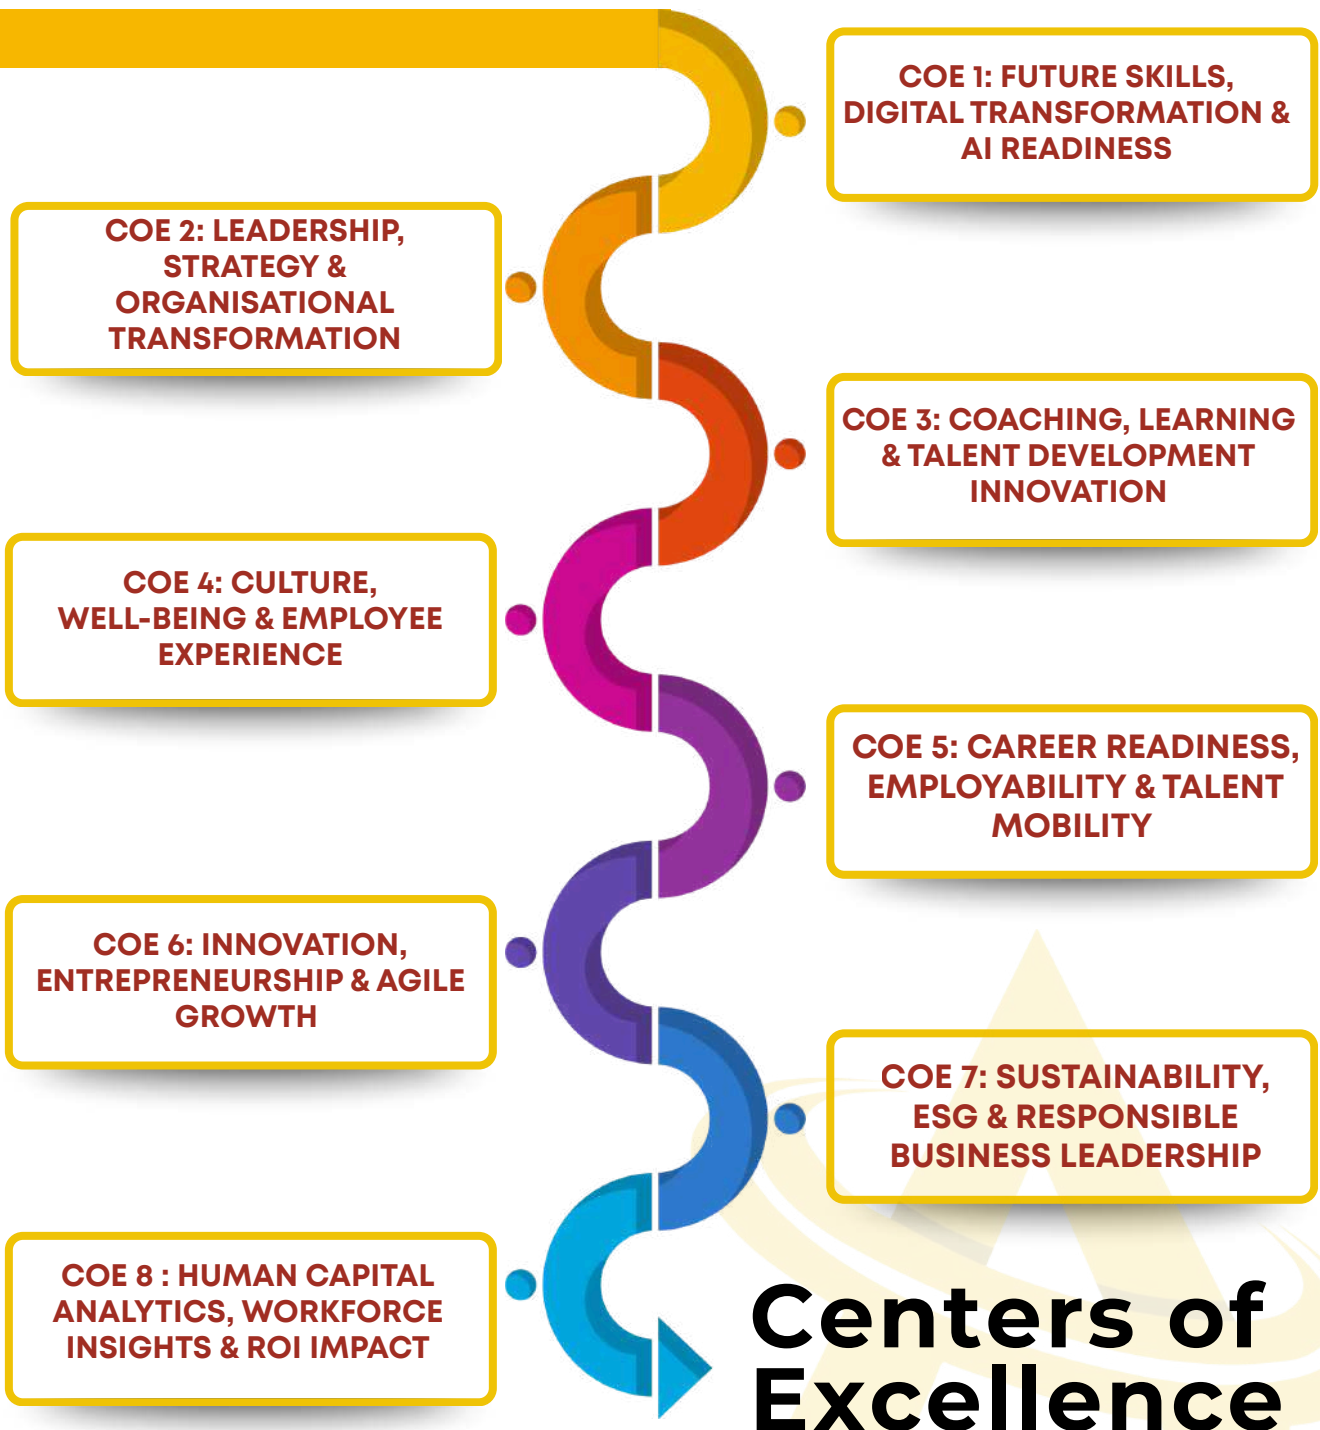 COE 1: FUTURE SKILLS,
DIGITAL TRANSFORMATION &
AI READINESS
COE 2: LEADERSHIP,
STRATEGY &
ORGANISATIONAL
TRANSFORMATION
COE 3: COACHING, LEARNING
& TALENT DEVELOPMENT
INNOVATION
COE 4: CULTURE,
WELL-BEING & EMPLOYEE
EXPERIENCE
COE 5: CAREER READINESS,
EMPLOYABILITY & TALENT
MOBILITY
COE 6: INNOVATION,
ENTREPRENEURSHIP & AGILE
GROWTH
COE 7: SUSTAINABILITY,
ESG & RESPONSIBLE
BUSINESS LEADERSHIP
COE 8 : HUMAN CAPITAL
ANALYTICS, WORKFORCE
INSIGHTS & ROI IMPACT
Centers of
Excellence